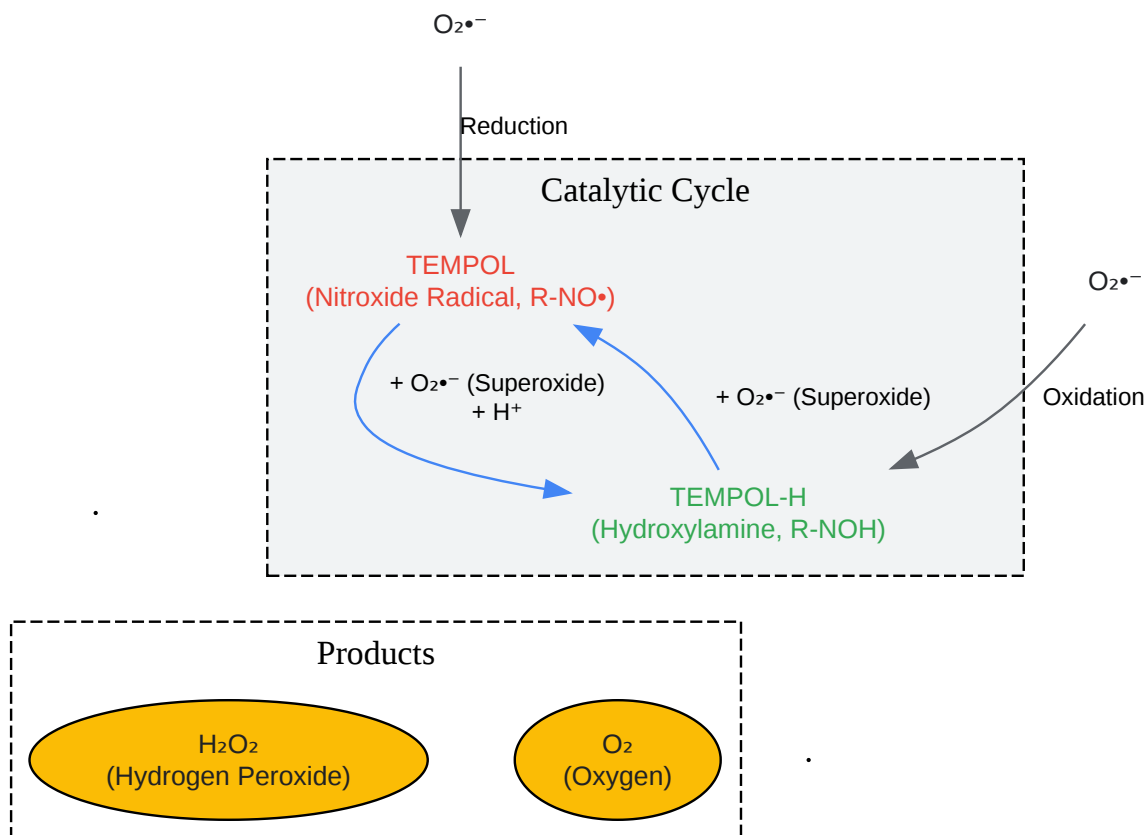 O₂•⁻
Reduction
Catalytic Cycle
TEMPOL
(Nitroxide Radical, R-NO•)
O₂•⁻
+ O₂•⁻ (Superoxide)
+ H⁺
+ O₂•⁻ (Superoxide)
Oxidation
TEMPOL-H
(Hydroxylamine, R-NOH)
Products
H₂O₂
(Hydrogen Peroxide)
O₂
(Oxygen)